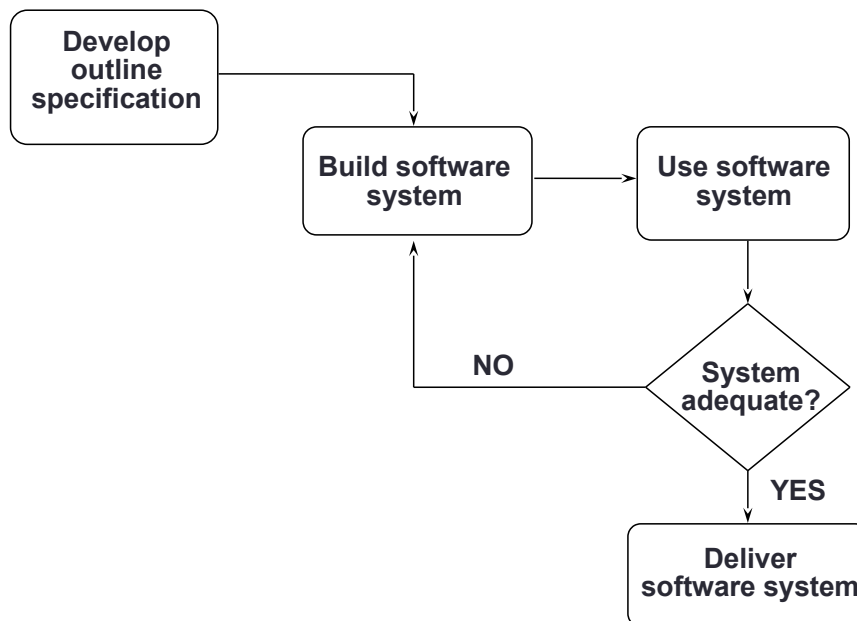 Develop
outline
specification
Build software
system
Use software
system
NO
System
adequate?
YES
Deliver
software system